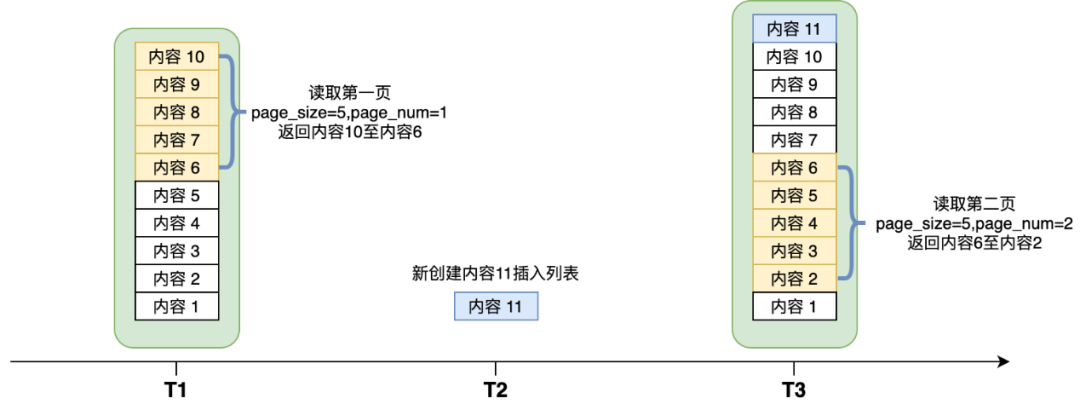 内容 10
内容 9
内容 8
内容 7
内容 6
内容 5
内容 4
内容 3
内容 2
内容 1
读取第一页
page_size=5,page_num=1
返回内容10至内容6
新创建内容11插入列表
内容 11
内容 11
内容 10
内容 9
内容 8
内容 7
内容 6
内容 5
内容 4
内容 3
内容 2
内容 1
读取第二页
page_size=5,page_num=2
返回内容6至内容2
T1
T2
T3